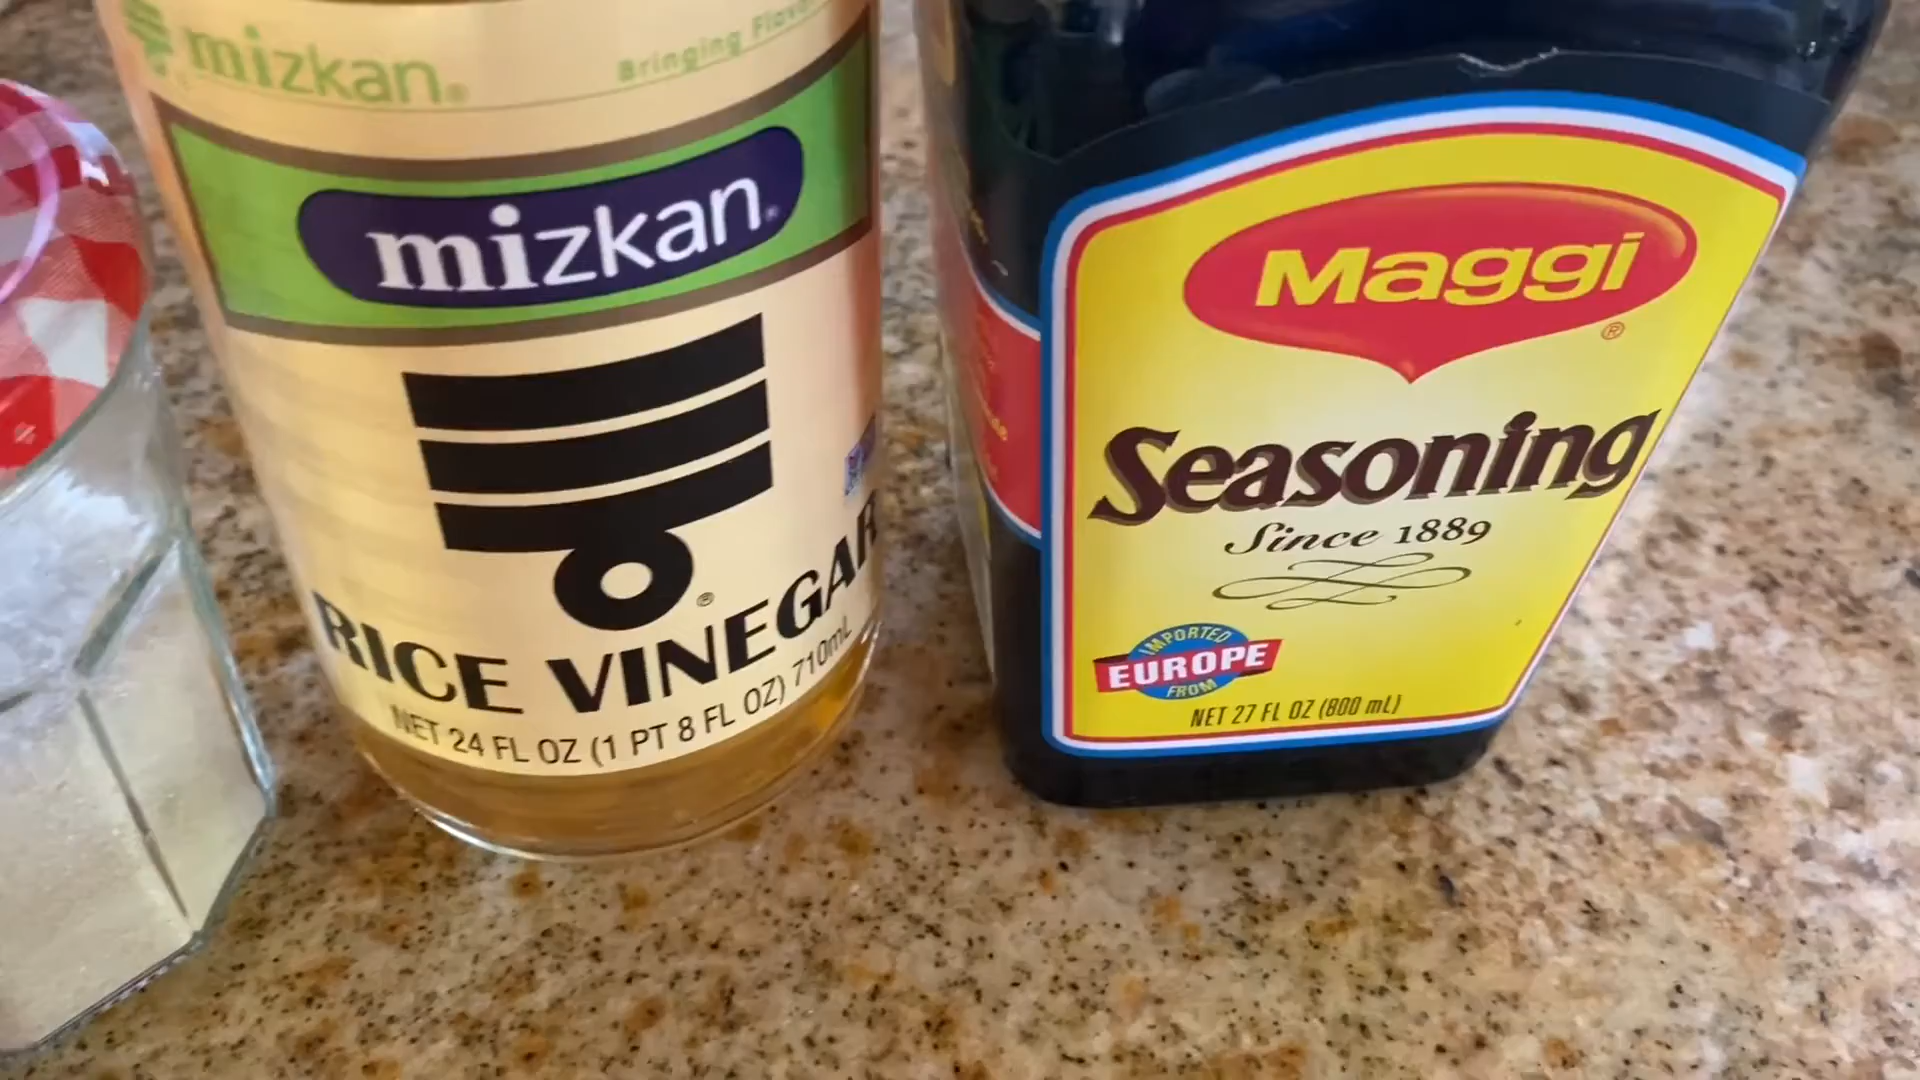 mizkan®
Bringing Flavo
mizkan®
®
RICE VINEGAR
NET 24 FL OZ (1 PT 8 FL OZ) 710mL
Maggi
®
Seasoning
Since 1889
IMPORTED
EUROPE
FROM
NET 27 FL OZ (800 mL)